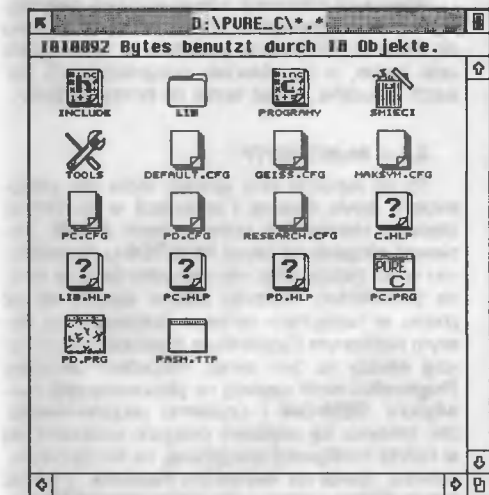 D:\PURE_C\*.*
1010092 Bytes benutzt durch 18 Objekte.
INCLUDE LIB PROGRAMY SMIECI
TOOLS DEFAULT.CFG GEISS.CFG MAKSYM.CFG
PC.CFG PD.CFG RESEARCH.CFG C.HLP
LIB.HLP PC.HLP PD.HLP PC.PRG
PD.PRG PASM.TTP